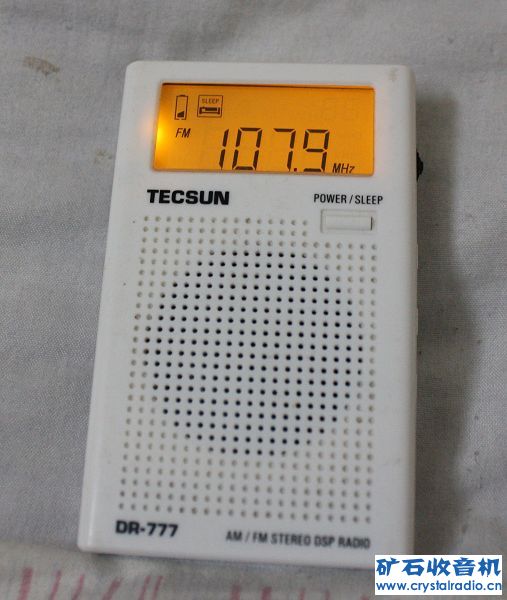 SLEEP
FM 107.9 MHz
TECSUN
POWER / SLEEP
DR-777
AM / FM STEREO DSP RADIO
矿石收音机
www.crystalradio.cn